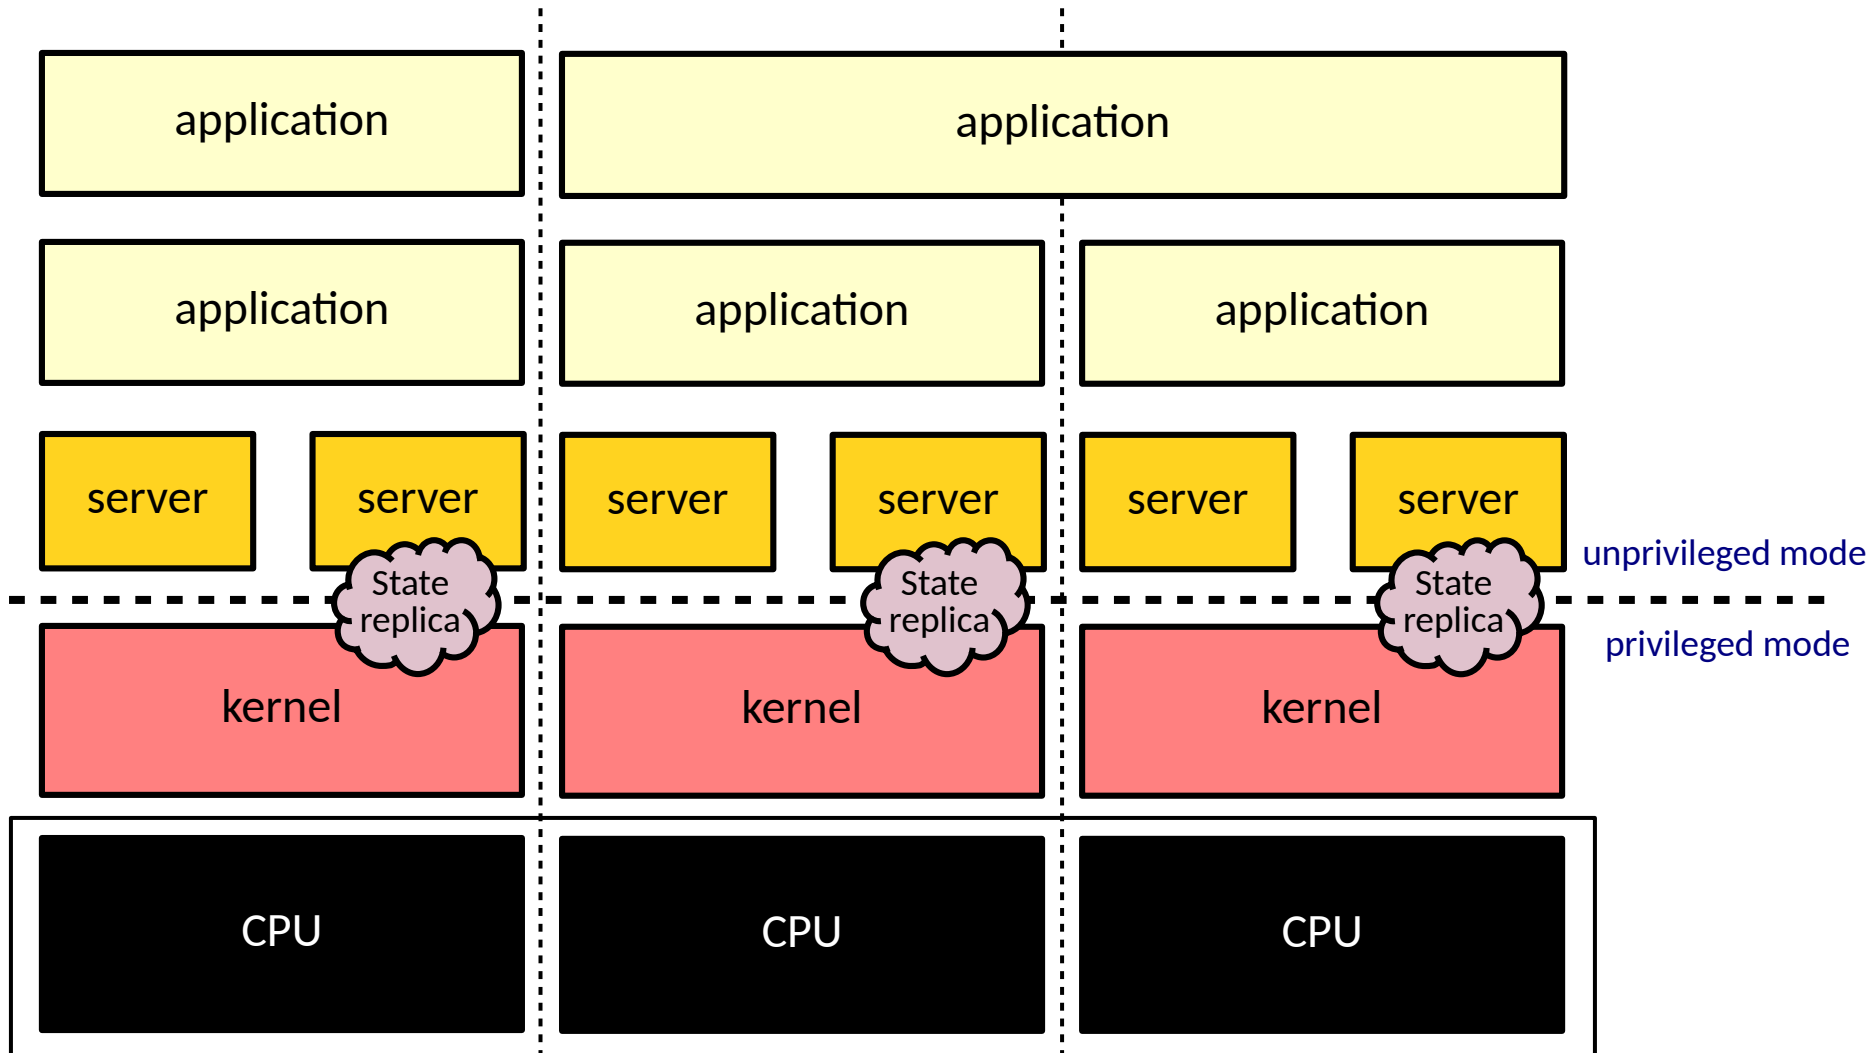 application
application
application
application
application
server
server
server
server
server
server
unprivileged mode
State
replica
State
replica
State
replica
privileged mode
kernel
kernel
kernel
CPU
CPU
CPU